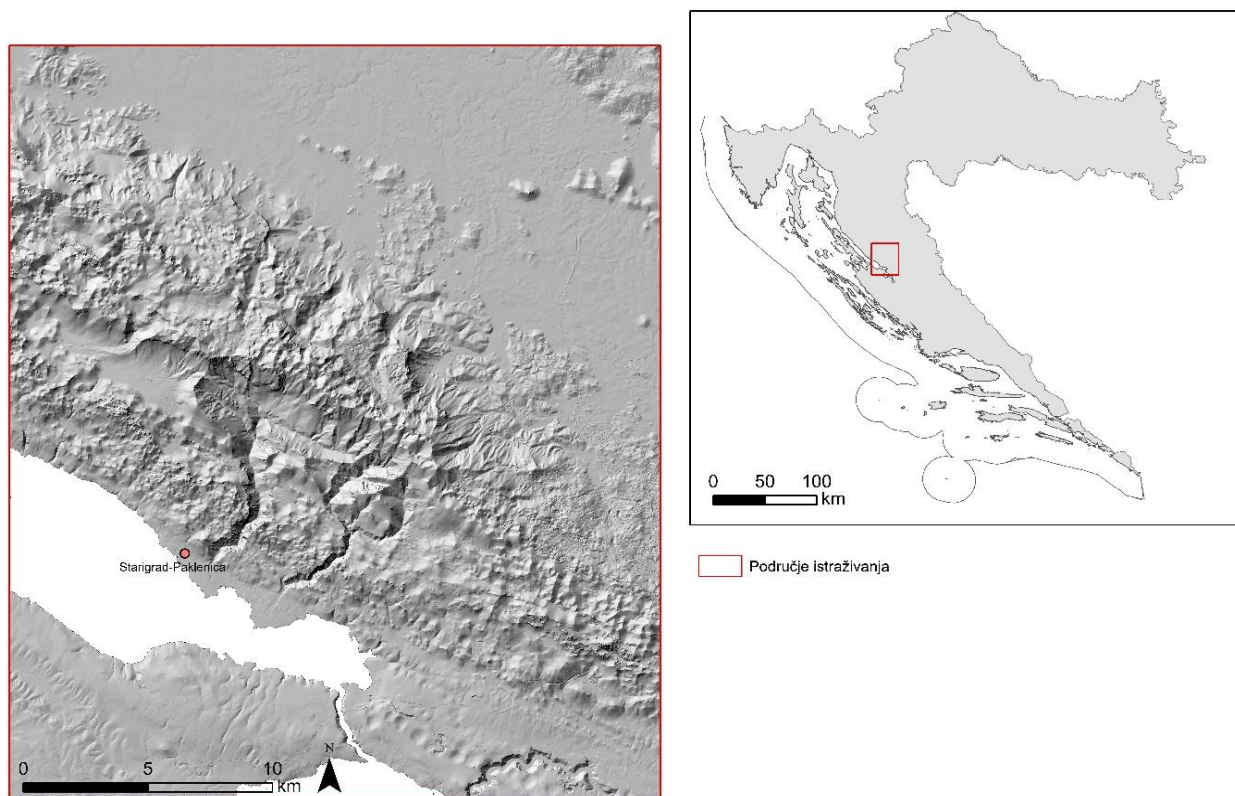 Starigrad-Paklenica
N
0 5 10
km
0 50 100
km
Područje istraživanja